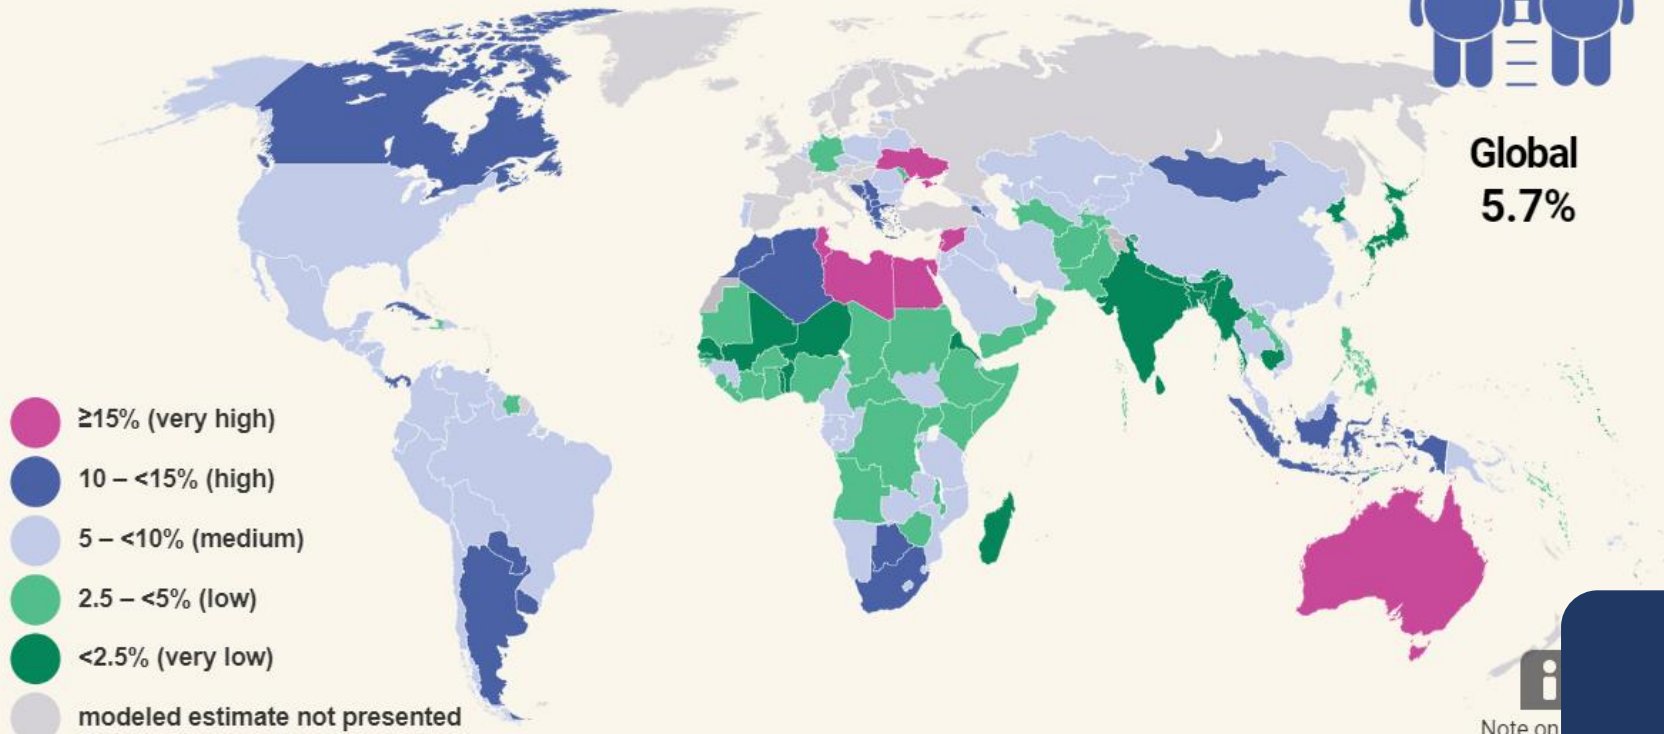 Global
5.7%
≥15% (very high)
10 – <15% (high)
5 – <10% (medium)
2.5 – <5% (low)
<2.5% (very low)
modeled estimate not presented
Note on